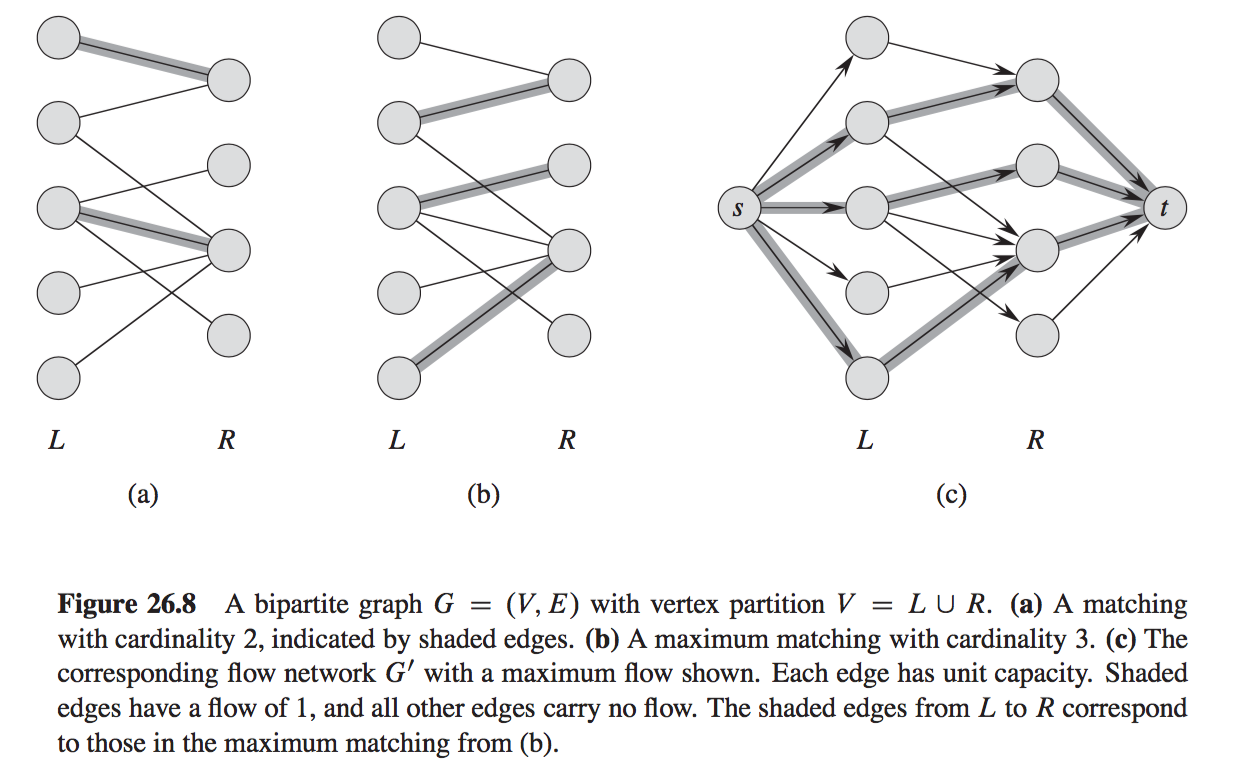 s
t
L
R
L
R
L
R
(a)
(b)
(c)
Figure 26.8 A bipartite graph G = (V, E) with vertex partition V = L ∪ R. (a) A matching
with cardinality 2, indicated by shaded edges. (b) A maximum matching with cardinality 3. (c) The
corresponding flow network G′ with a maximum flow shown. Each edge has unit capacity. Shaded
edges have a flow of 1, and all other edges carry no flow. The shaded edges from L to R correspond
to those in the maximum matching from (b).